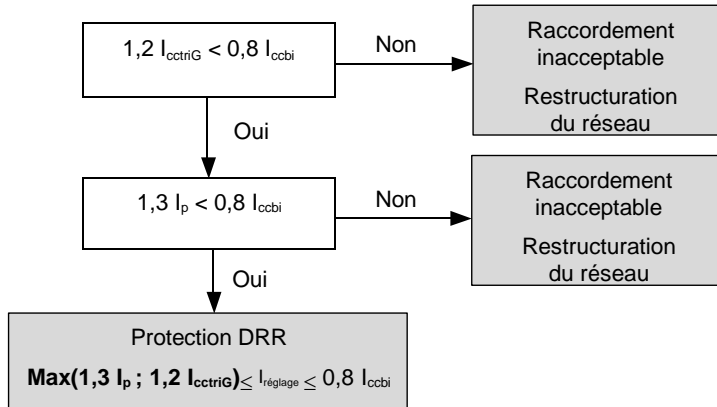 1,2 IcctriG < 0,8 Iccbi
Non
Raccordement
inacceptable
Restructuration
du réseau
Oui
1,3 Ip < 0,8 Iccbi
Non
Raccordement
inacceptable
Restructuration
du réseau
Oui
Protection DRR
Max(1,3 Ip ; 1,2 IcctriG) ≤ Iréglage ≤ 0,8 Iccbi